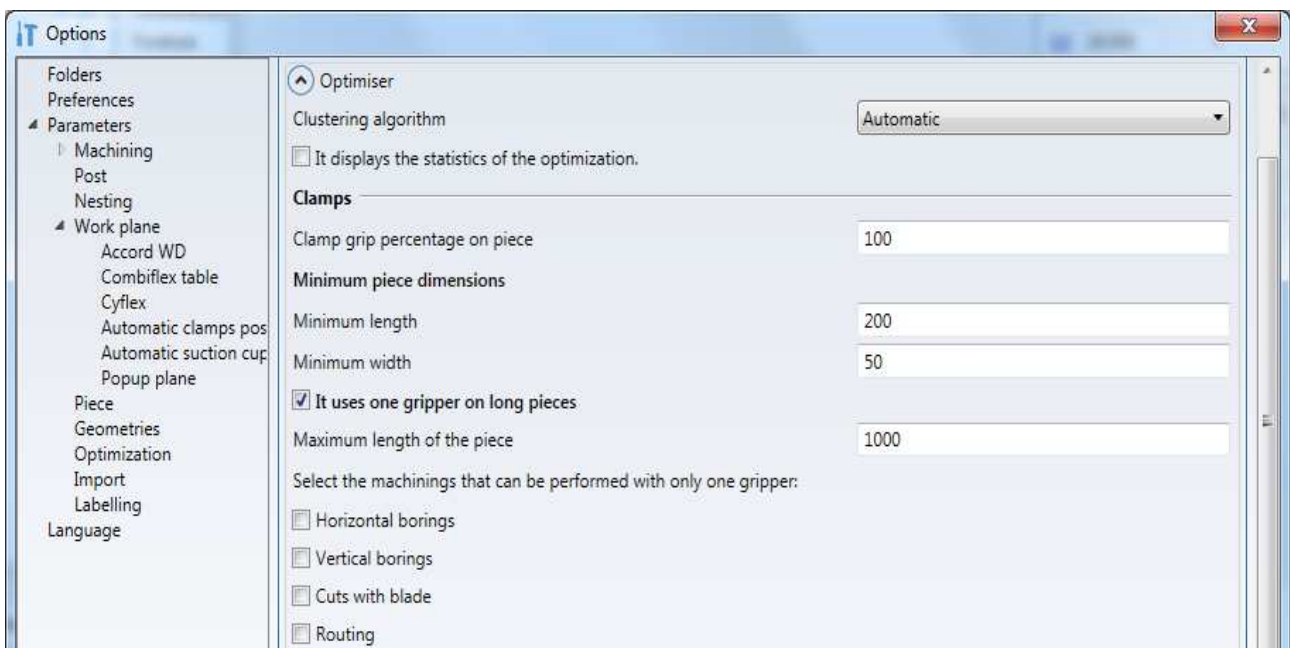 Options
Folders
Preferences
Parameters
Machining
Post
Nesting
Work plane
Accord WD
Combiflex table
Cyflex
Automatic clamps pos
Automatic suction cup
Popup plane
Piece
Geometries
Optimization
Import
Labelling
Language
Optimiser
Clustering algorithm Automatic
It displays the statistics of the optimization.
Clamps
Clamp grip percentage on piece 100
Minimum piece dimensions
Minimum length 200
Minimum width 50
It uses one gripper on long pieces
Maximum length of the piece 1000
Select the machinings that can be performed with only one gripper:
Horizontal borings
Vertical borings
Cuts with blade
Routing